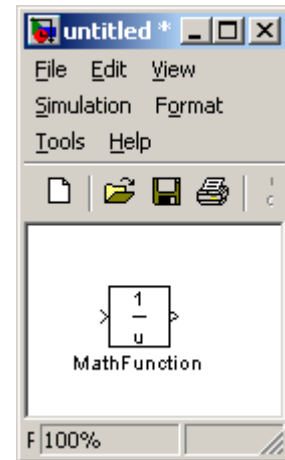 untitled *
File Edit View
Simulation Format
Tools Help
1
u
MathFunction
F 100%